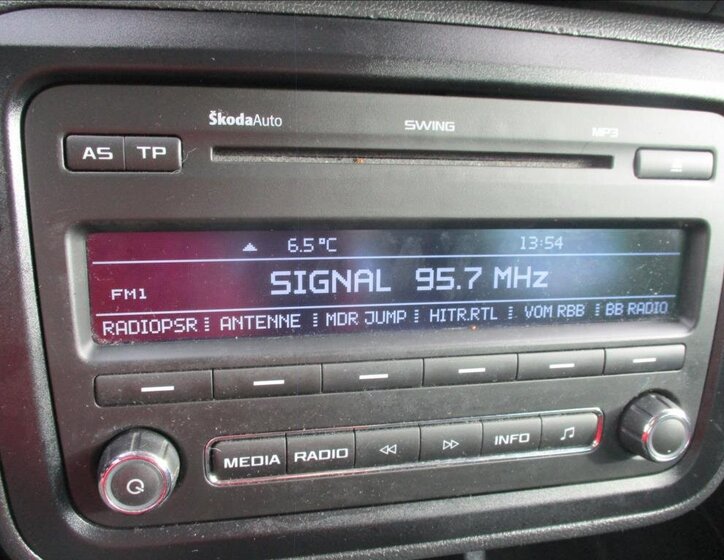 ŠkodaAuto SWING MP3
AS TP
6.5°C 13:54
FM1 SIGNAL 95.7 MHz
RADIOPSR ANTENNE MDR JUMP HITR.RTL VOM RBB BB RADIO
MEDIA RADIO INFO